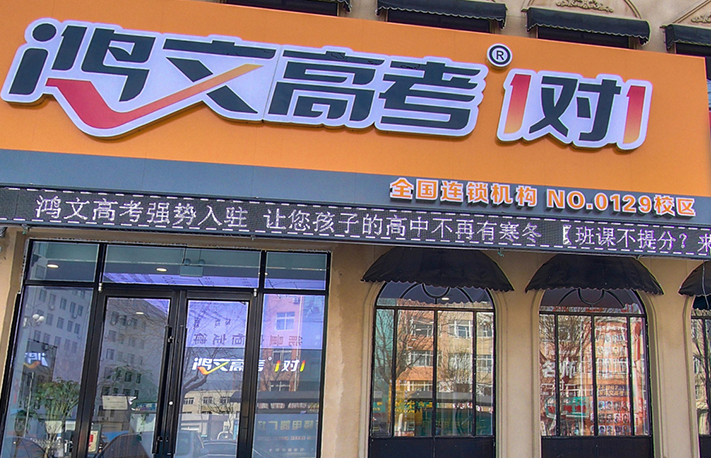 鸿文高考® 1对1
全国连锁机构 NO.0129校区
鸿文高考强势入驻 让您孩子的高中不再有寒冬 【班课不提分?来
鸿文高考 1对1